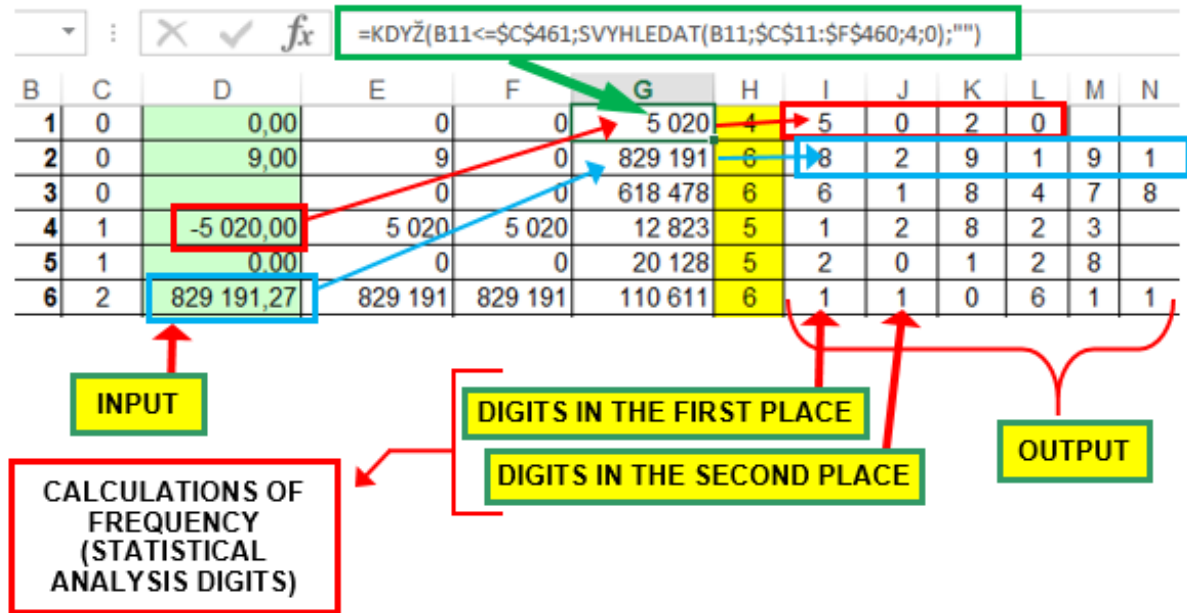 fx =KDYŽ(B11<=$C$461;SVYHLEDAT(B11;$C$11:$F$460;4;0);"")
B C D E F G H I J K L M N
1 0 0,00 0 0 5 020 4 5 0 2 0
2 0 9,00 9 0 829 191 6 8 2 9 1 9 1
3 0 0 0 618 478 6 6 1 8 4 7 8
4 1 -5 020,00 5 020 5 020 12 823 5 1 2 8 2 3
5 1 0,00 0 0 20 128 5 2 0 1 2 8
6 2 829 191,27 829 191 829 191 110 611 6 1 1 0 6 1 1
INPUT
DIGITS IN THE FIRST PLACE
DIGITS IN THE SECOND PLACE
OUTPUT
CALCULATIONS OF
FREQUENCY
(STATISTICAL
ANALYSIS DIGITS)